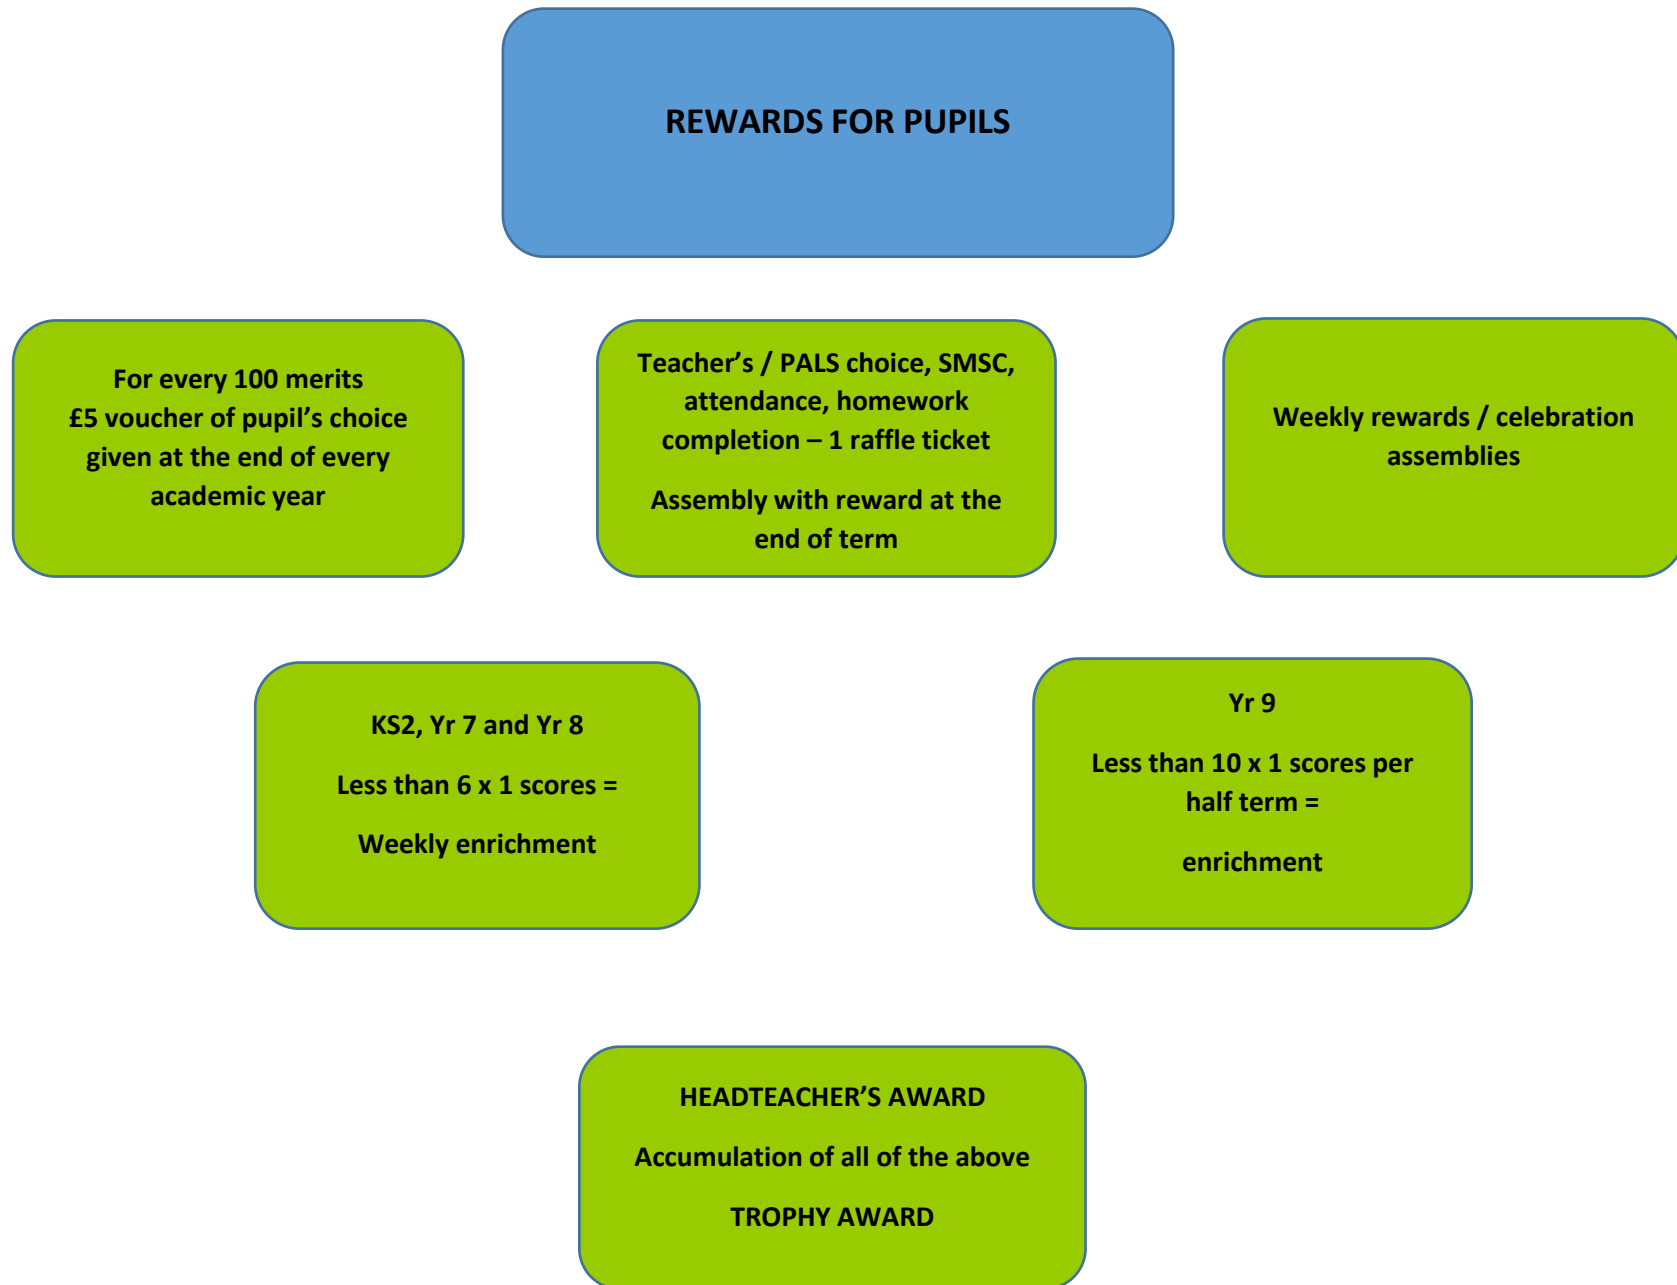 REWARDS FOR PUPILS
For every 100 merits
£5 voucher of pupil’s choice
given at the end of every
academic year
Teacher’s / PALS choice, SMSC,
attendance, homework
completion – 1 raffle ticket
Assembly with reward at the
end of term
Weekly rewards / celebration
assemblies
KS2, Yr 7 and Yr 8
Less than 6 x 1 scores =
Weekly enrichment
Yr 9
Less than 10 x 1 scores per
half term =
enrichment
HEADTEACHER’S AWARD
Accumulation of all of the above
TROPHY AWARD